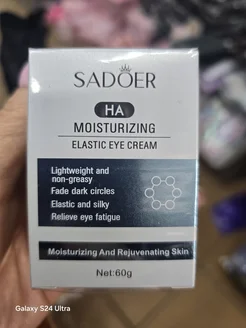 SADOER
HA
MOISTURIZING
ELASTIC EYE CREAM
Lightweight and
non-greasy
Fade dark circles
Elastic and silky
Relieve eye fatigue
Moisturizing And Rejuvenating Skin
Net:60g
Galaxy S24 Ultra